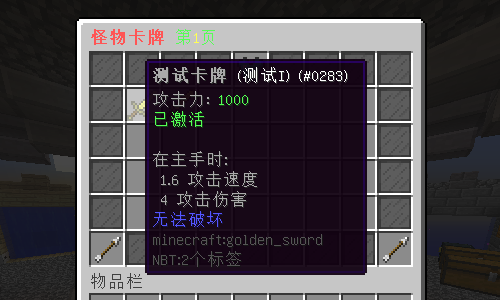 怪物卡牌 第1页
测试卡牌 (测试I) (#0283)
攻击力: 1000
已激活
在主手时:
1.6 攻击速度
4 攻击伤害
无法破坏
minecraft:golden_sword
NBT:2个标签
物品栏